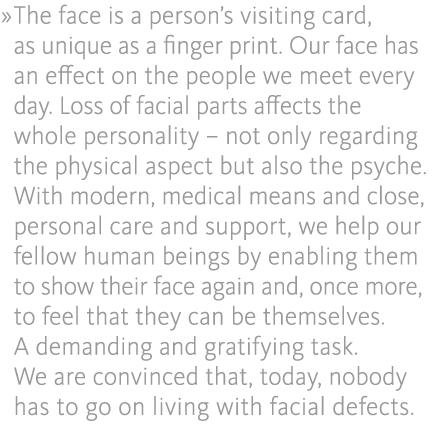 »The face is a person’s visiting card,
as unique as a finger print. Our face has
an effect on the people we meet every
day. Loss of facial parts affects the
whole personality – not only regarding
the physical aspect but also the psyche.
With modern, medical means and close,
personal care and support, we help our
fellow human beings by enabling them
to show their face again and, once more,
to feel that they can be themselves.
A demanding and gratifying task.
We are convinced that, today, nobody
has to go on living with facial defects.